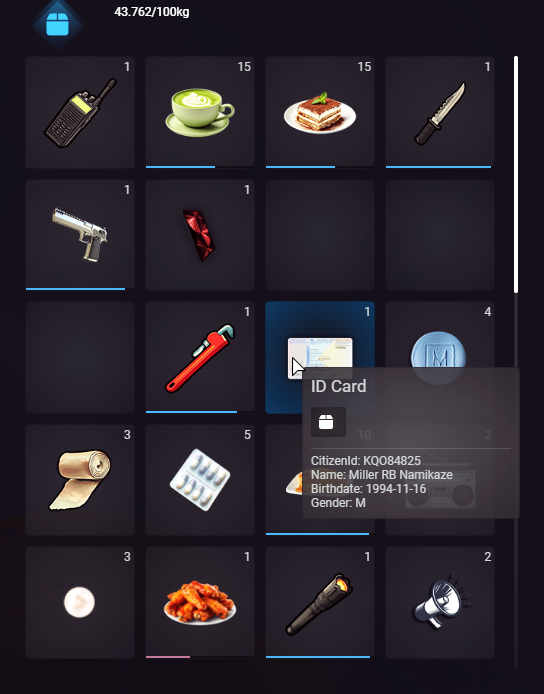 43.762/100kg
1
15
15
1
1
1
1
1
4
M
ID Card
3
5
10
2
CitizenId: KQO84825
Name: Miller RB Namikaze
Birthdate: 1994-11-16
Gender: M
3
1
1
2